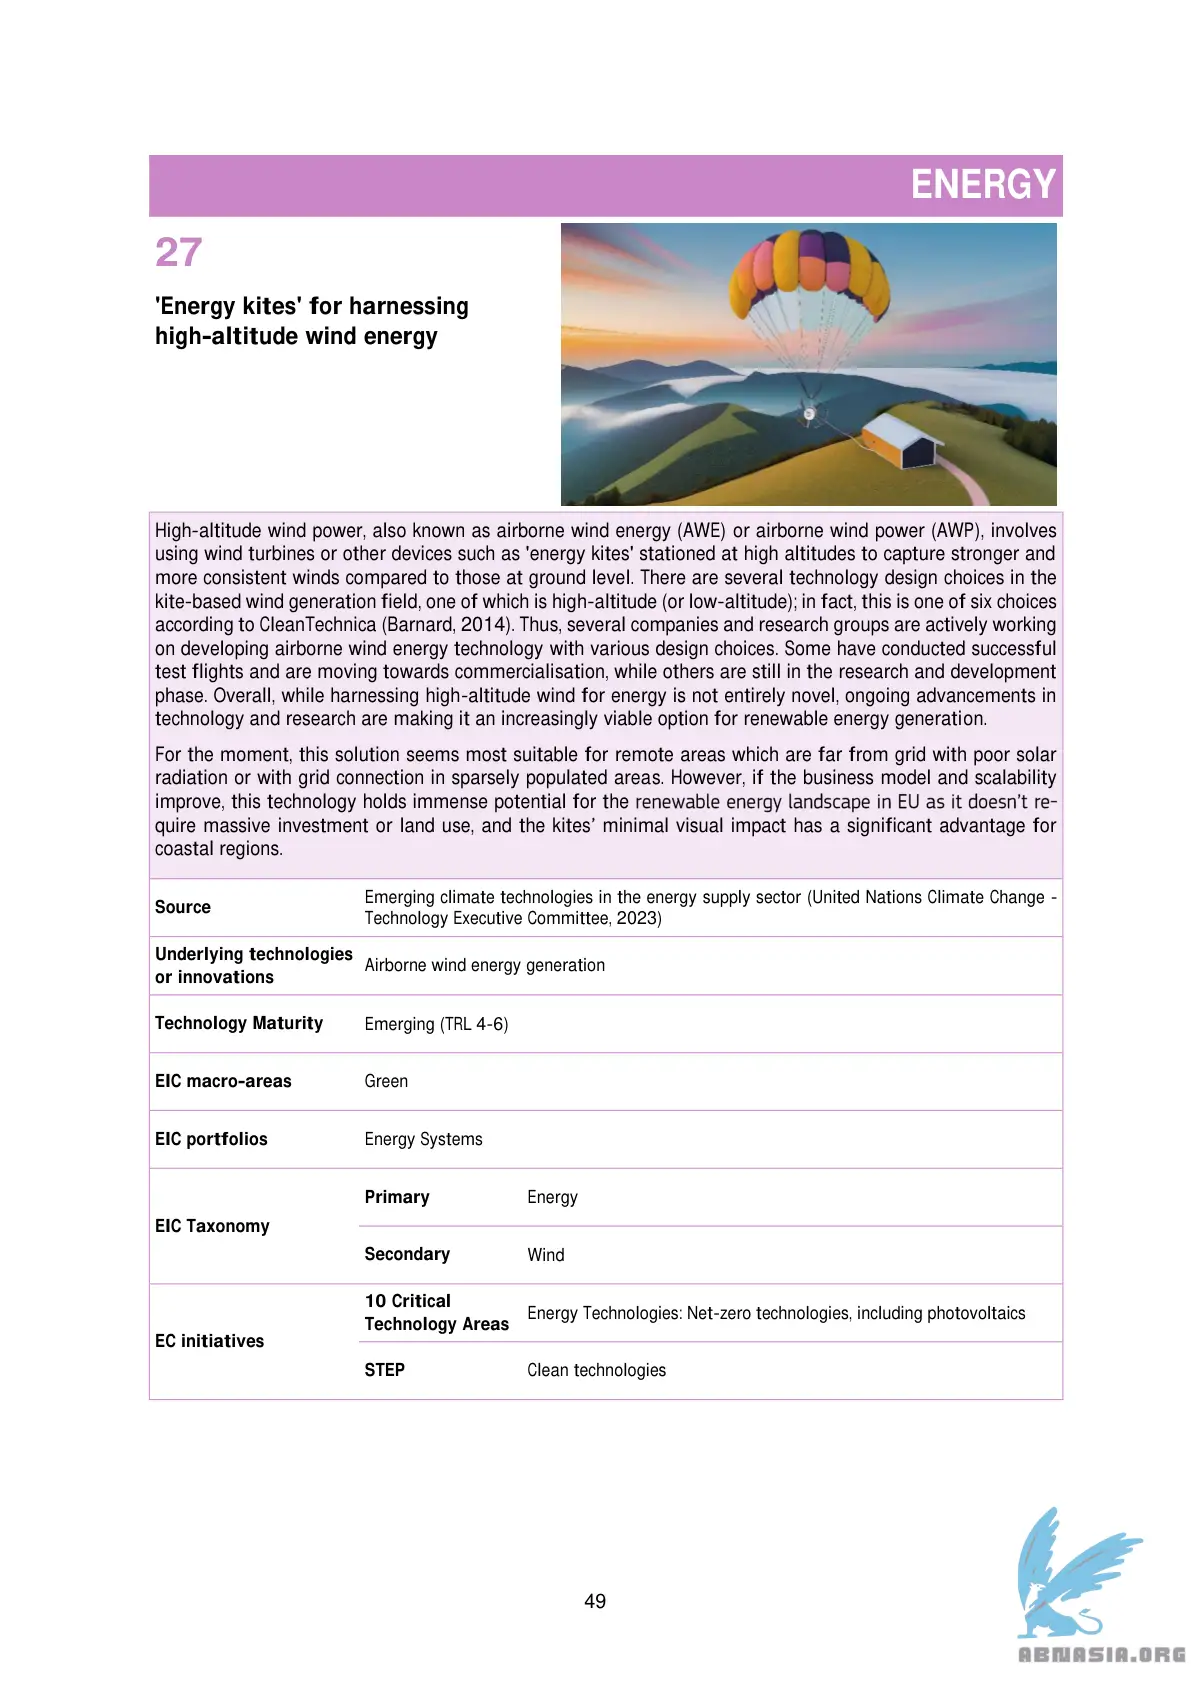 ENERGY
27
'Energy kites' for harnessing
high-altitude wind energy
High-altitude wind power, also known as airborne wind energy (AWE) or airborne wind power (AWP), involves
using wind turbines or other devices such as 'energy kites' stationed at high altitudes to capture stronger and
more consistent winds compared to those at ground level. There are several technology design choices in the
kite-based wind generation field, one of which is high-altitude (or low-altitude); in fact, this is one of six choices
according to CleanTechnica (Barnard, 2014). Thus, several companies and research groups are actively working
on developing airborne wind energy technology with various design choices. Some have conducted successful
test flights and are moving towards commercialisation, while others are still in the research and development
phase. Overall, while harnessing high-altitude wind for energy is not entirely novel, ongoing advancements in
technology and research are making it an increasingly viable option for renewable energy generation.
For the moment, this solution seems most suitable for remote areas which are far from grid with poor solar
radiation or with grid connection in sparsely populated areas. However, if the business model and scalability
improve, this technology holds immense potential for the renewable energy landscape in EU as it doesn't re-
quire massive investment or land use, and the kites' minimal visual impact has a significant advantage for
coastal regions.
Source
Emerging climate technologies in the energy supply sector (United Nations Climate Change -
Technology Executive Committee, 2023)
Underlying technologies
or innovations
Airborne wind energy generation
Technology Maturity
Emerging (TRL 4-6)
EIC macro-areas
Green
EIC portfolios
Energy Systems
EIC Taxonomy
Primary
Energy
Secondary
Wind
EC initiatives
10 Critical
Technology Areas
Energy Technologies: Net-zero technologies, including photovoltaics
STEP
Clean technologies
49
ABNASIA.ORG